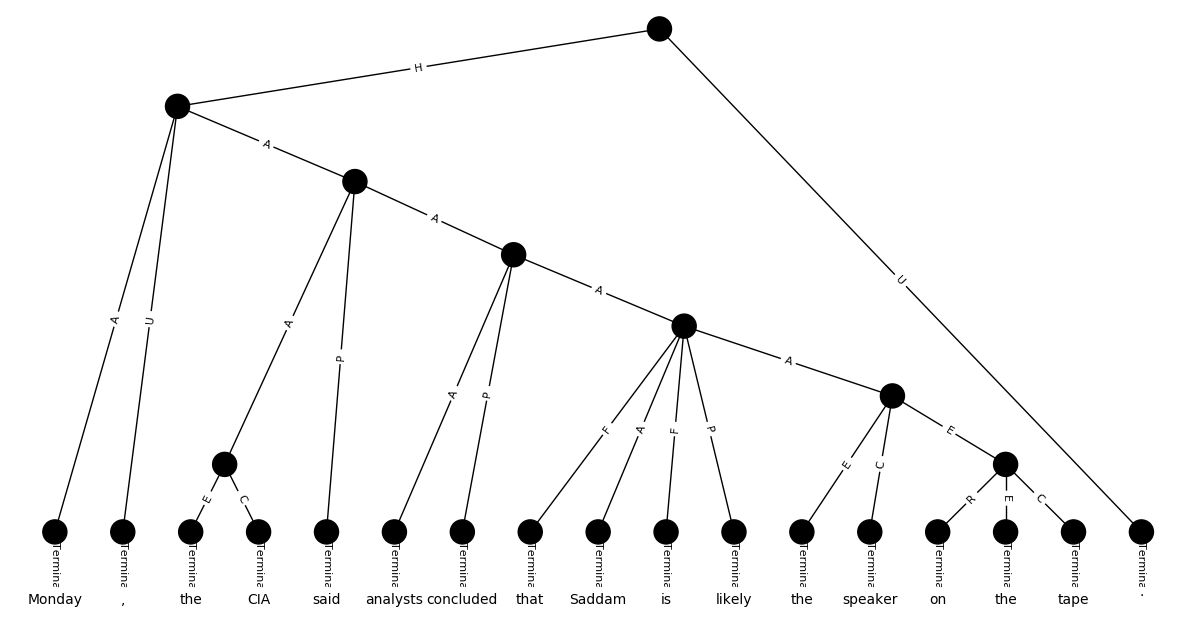 H
A
A
A
U
A
U
A
A
P
A
A
P
F
A
F
P
E
C
E
E
C
R
E
C
Termina Termina Termina Termina Termina Termina Termina Termina Termina Termina Termina Termina Termina Termina Termina Termina Termina
Monday , the CIA said analysts concluded that Saddam is likely the speaker on the tape .